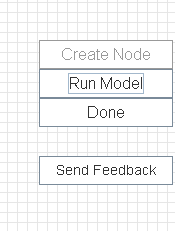 Create Node
Run Model
Done
Send Feedback